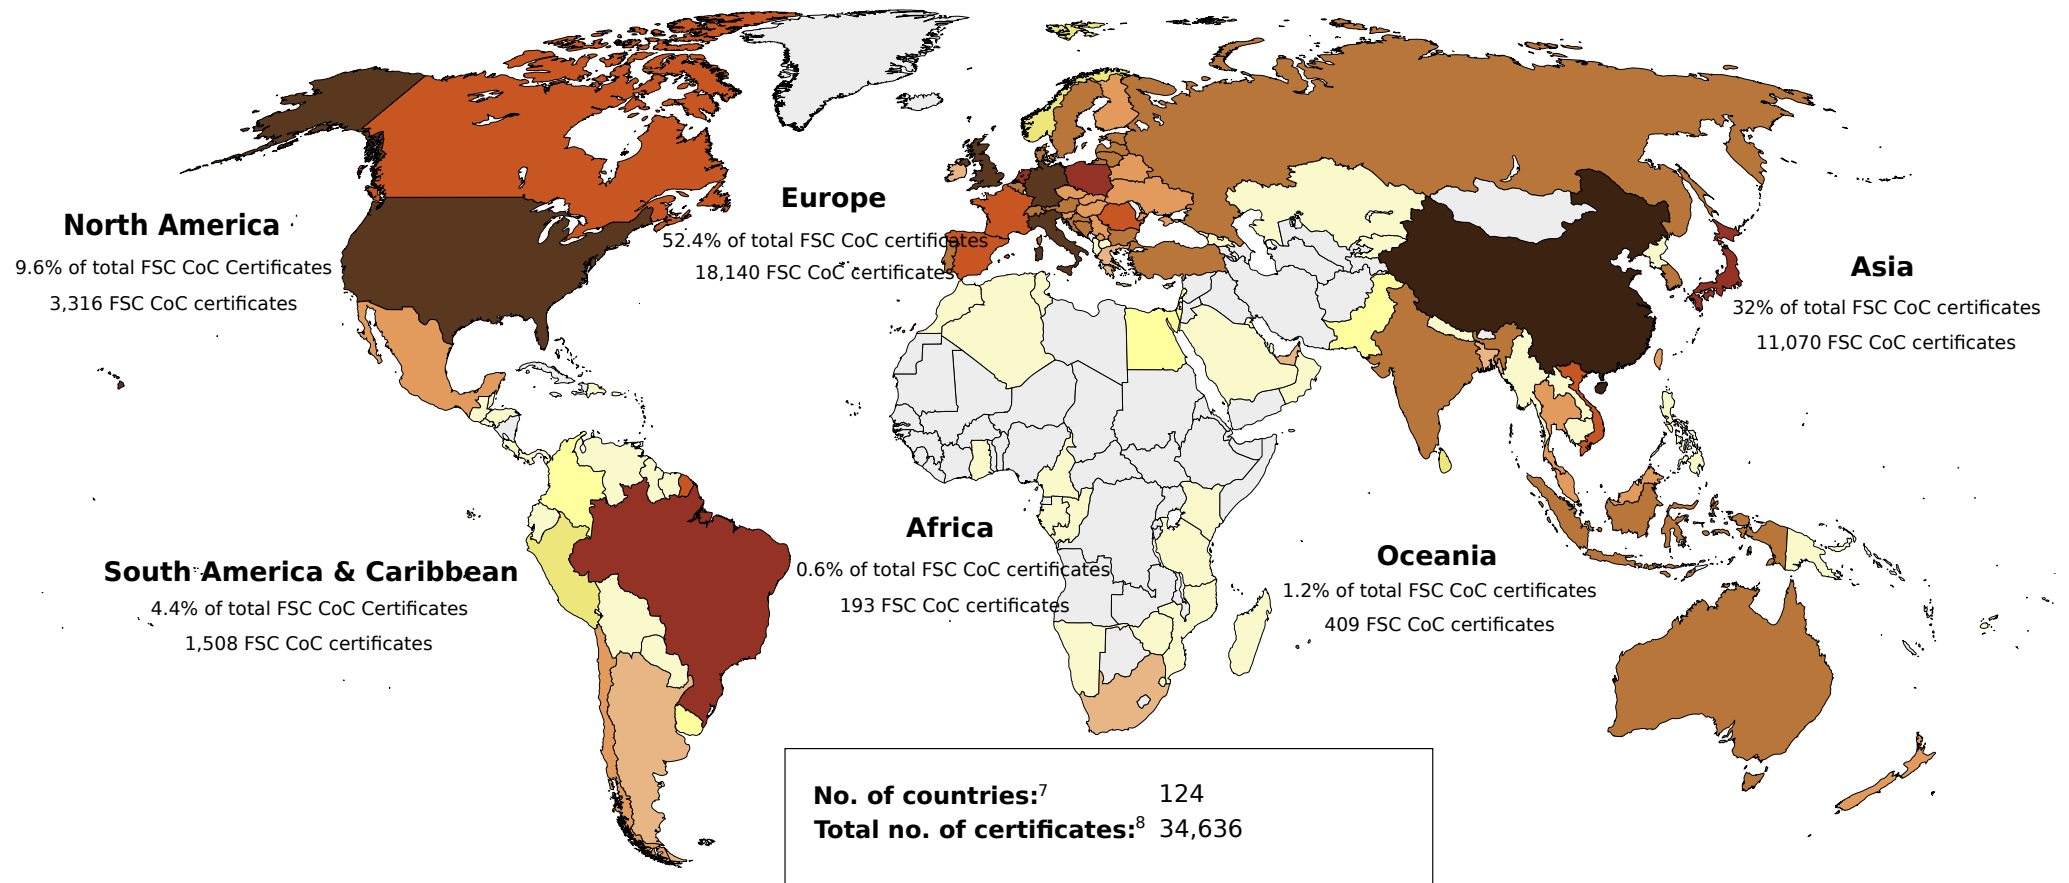 North America
9.6% of total FSC CoC Certificates
3,316 FSC CoC certificates
Europe
52.4% of total FSC CoC certificates
18,140 FSC CoC certificates
Asia
32% of total FSC CoC certificates
11,070 FSC CoC certificates
South America & Caribbean
4.4% of total FSC CoC Certificates
1,508 FSC CoC certificates
Africa
0.6% of total FSC CoC certificates
193 FSC CoC certificates
Oceania
1.2% of total FSC CoC certificates
409 FSC CoC certificates
No. of countries:⁷ 124
Total no. of certificates:⁸ 34,636